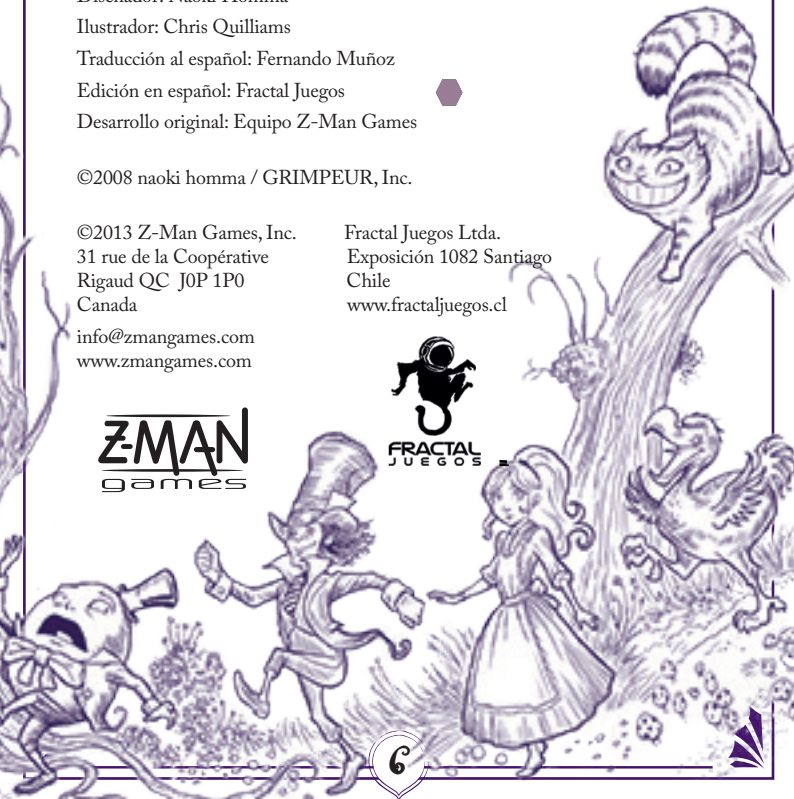 Diseñador: Naoki Homma
Ilustrador: Chris Quilliams
Traducción al español: Fernando Muñoz
Edición en español: Fractal Juegos
Desarrollo original: Equipo Z-Man Games
©2008 naoki homma / GRIMPEUR, Inc.
©2013 Z-Man Games, Inc.
31 rue de la Coopérative
Rigaud QC J0P 1P0
Canada
info@zmangames.com
www.zmangames.com
Fractal Juegos Ltda.
Exposición 1082 Santiago
Chile
www.fractaljuegos.cl
Z-MAN
games
FRACTAL
JUEGOS
6